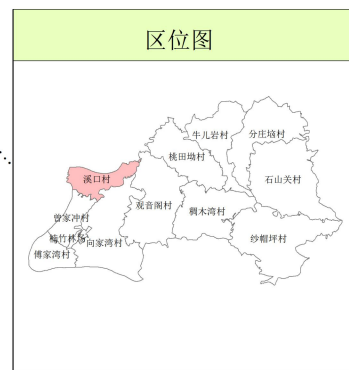 区位图
牛儿岩村
分庄垴村
桃田坳村
溪口村
石山关村
观音阁村
稠木湾村
曾家冲村
楠竹林场
向家湾村
纱帽坪村
傅家湾村